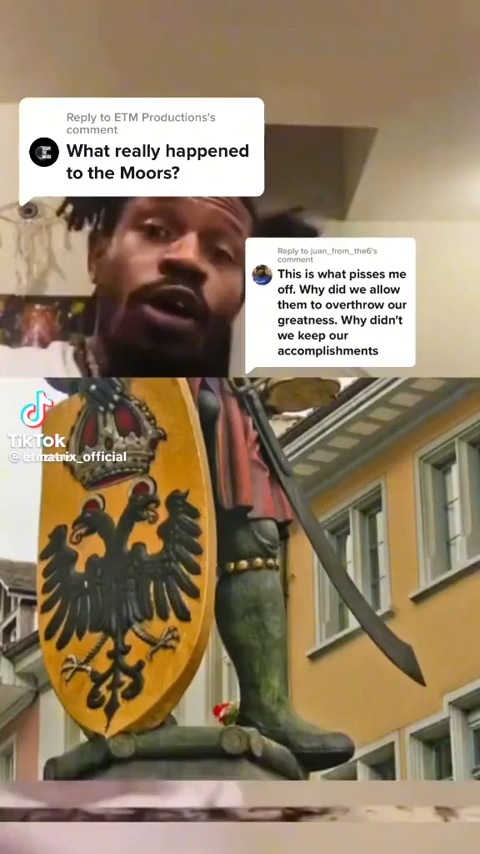 Reply to ETM Productions's
comment
What really happened
to the Moors?
Reply to juan_from_the6's
comment
This is what pisses me
off. Why did we allow
them to overthrow our
greatness. Why didn't
we keep our
accomplishments
TikTok